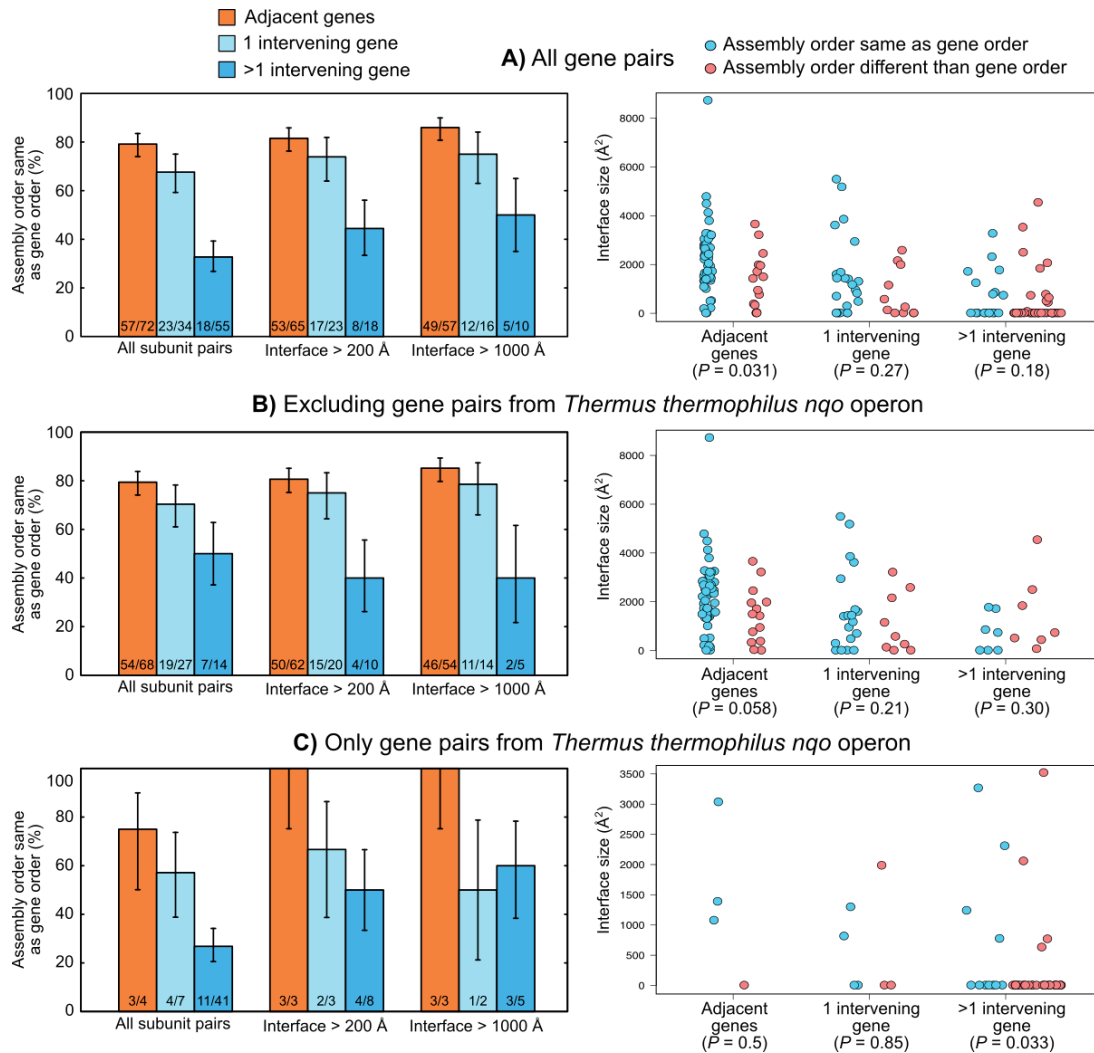 Adjacent genes
1 intervening gene
>1 intervening gene
A) All gene pairs
Assembly order same as gene order
Assembly order different than gene order
Assembly order same
as gene order (%)
100
80
60
40
20
0
57/72 23/34 18/55 53/65 17/23 8/18 49/57 12/16 5/10
All subunit pairs Interface > 200 Å Interface > 1000 Å
Interface size (Å²)
8000
6000
4000
2000
0
Adjacent genes (P = 0.031)
1 intervening gene (P = 0.27)
>1 intervening gene (P = 0.18)
B) Excluding gene pairs from Thermus thermophilus nqo operon
Assembly order same
as gene order (%)
100
80
60
40
20
0
54/68 19/27 7/14 50/62 15/20 4/10 46/54 11/14 2/5
All subunit pairs Interface > 200 Å Interface > 1000 Å
Interface size (Å²)
8000
6000
4000
2000
0
Adjacent genes (P = 0.058)
1 intervening gene (P = 0.21)
>1 intervening gene (P = 0.30)
C) Only gene pairs from Thermus thermophilus nqo operon
Assembly order same
as gene order (%)
100
80
60
40
20
0
3/4 4/7 11/41 3/3 2/3 4/8 3/3 1/2 3/5
All subunit pairs Interface > 200 Å Interface > 1000 Å
Interface size (Å²)
3500
3000
2500
2000
1500
1000
500
0
Adjacent genes (P = 0.5)
1 intervening gene (P = 0.85)
>1 intervening gene (P = 0.033)